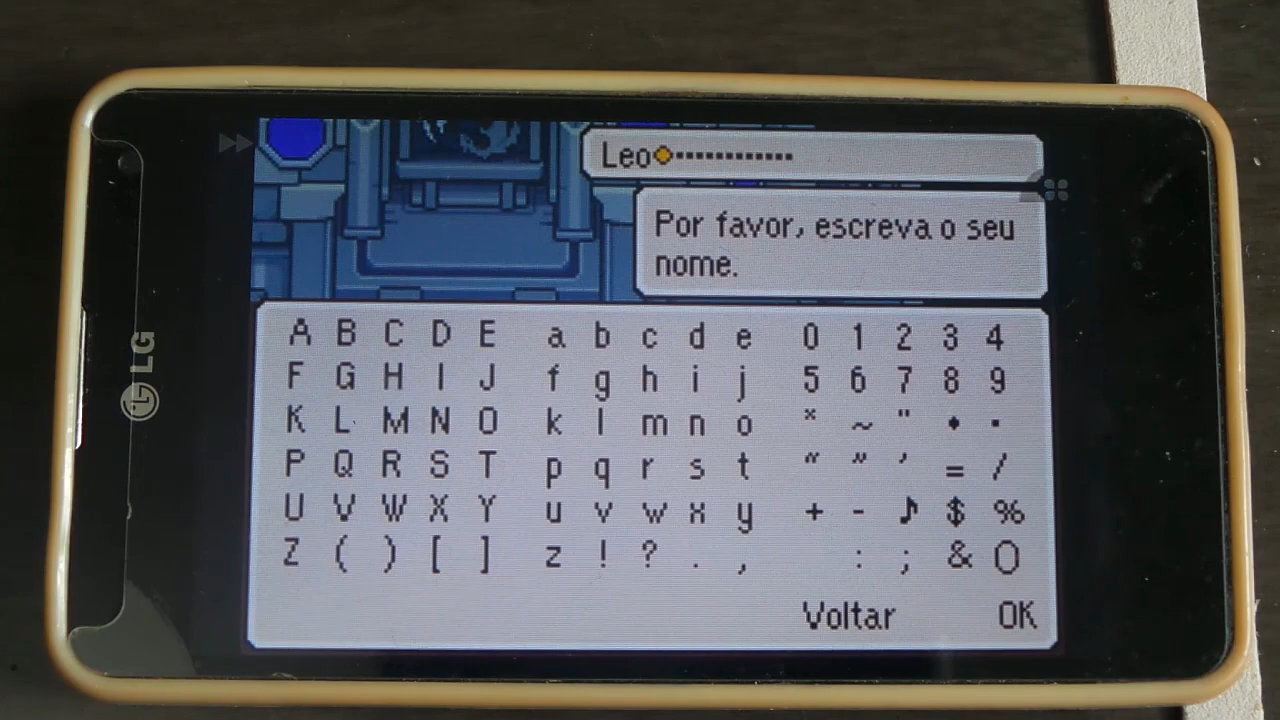 Leo
Por favor, escreva o seu
nome.
A B C D E a b c d e 0 1 2 3 4
F G H I J f g h i j 5 6 7 8 9
K L M N O k l m n o × ~ " • ·
P Q R S T p q r s t “ ” ’ = /
U V W X Y u v w x y + - ♪ $ %
Z ( ) [ ] z ! ? . , : ; & O
Voltar OK
LG